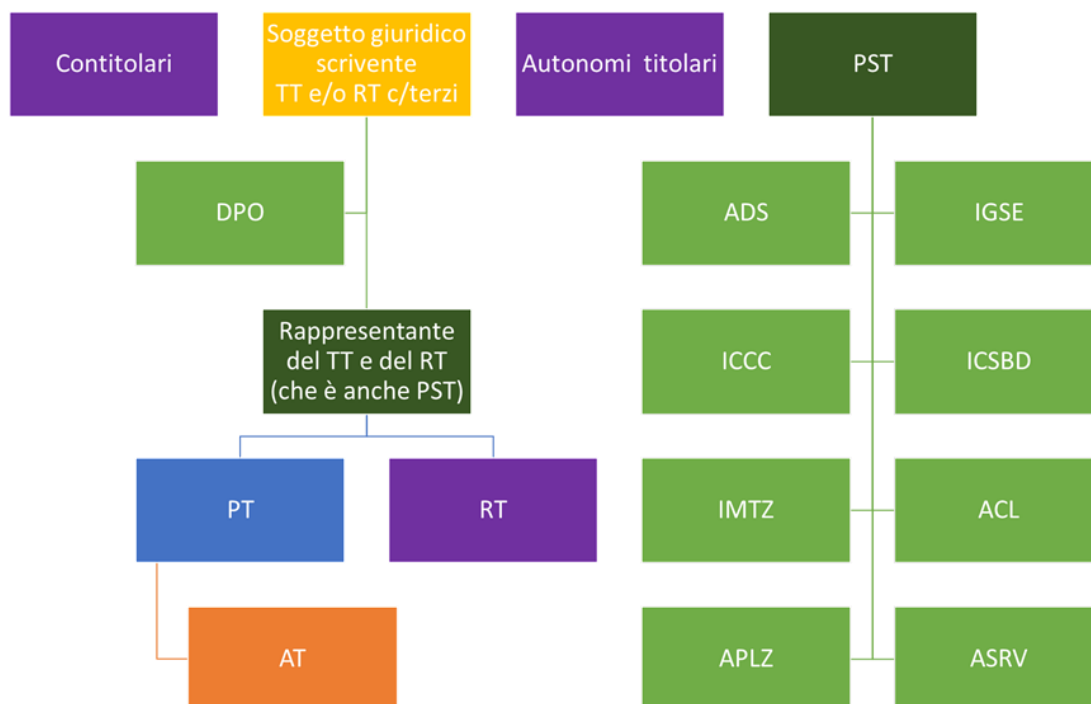 Contitolari
Soggetto giuridico
scrivente
TT e/o RT c/terzi
Autonomi titolari
PST
DPO
ADS
IGSE
Rappresentante
del TT e del RT
(che è anche PST)
ICCC
ICSBD
PT
RT
IMTZ
ACL
AT
APLZ
ASRV